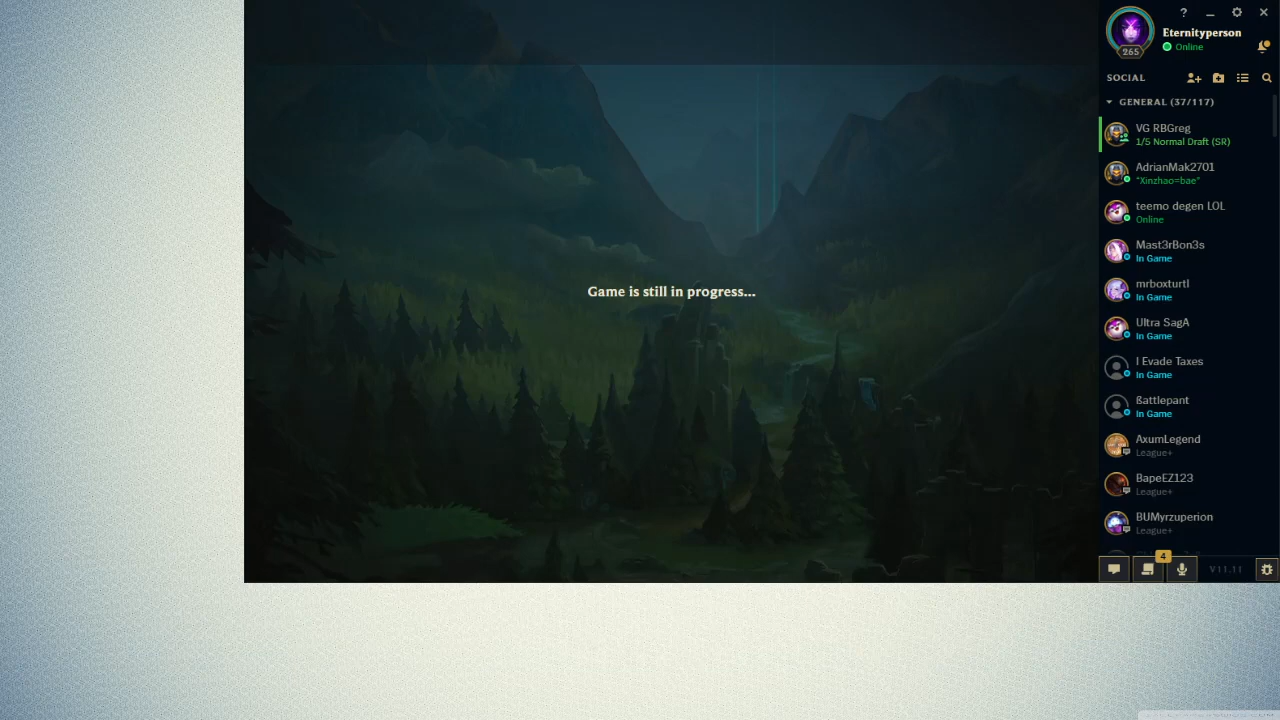 ?
265
Eternityperson
Online
SOCIAL
GENERAL (37/117)
VG RBGreg
1/5 Normal Draft (SR)
AdrianMak2701
"Xinzhao=bae"
teemo degen LOL
Online
Mast3rBon3s
In Game
mrboxturtl
In Game
Ultra SagA
In Game
I Evade Taxes
In Game
ßattlepant
In Game
AxumLegend
League+
BapeEZ123
League+
BUMyrzuperion
League+
4
V11.11
Game is still in progress...